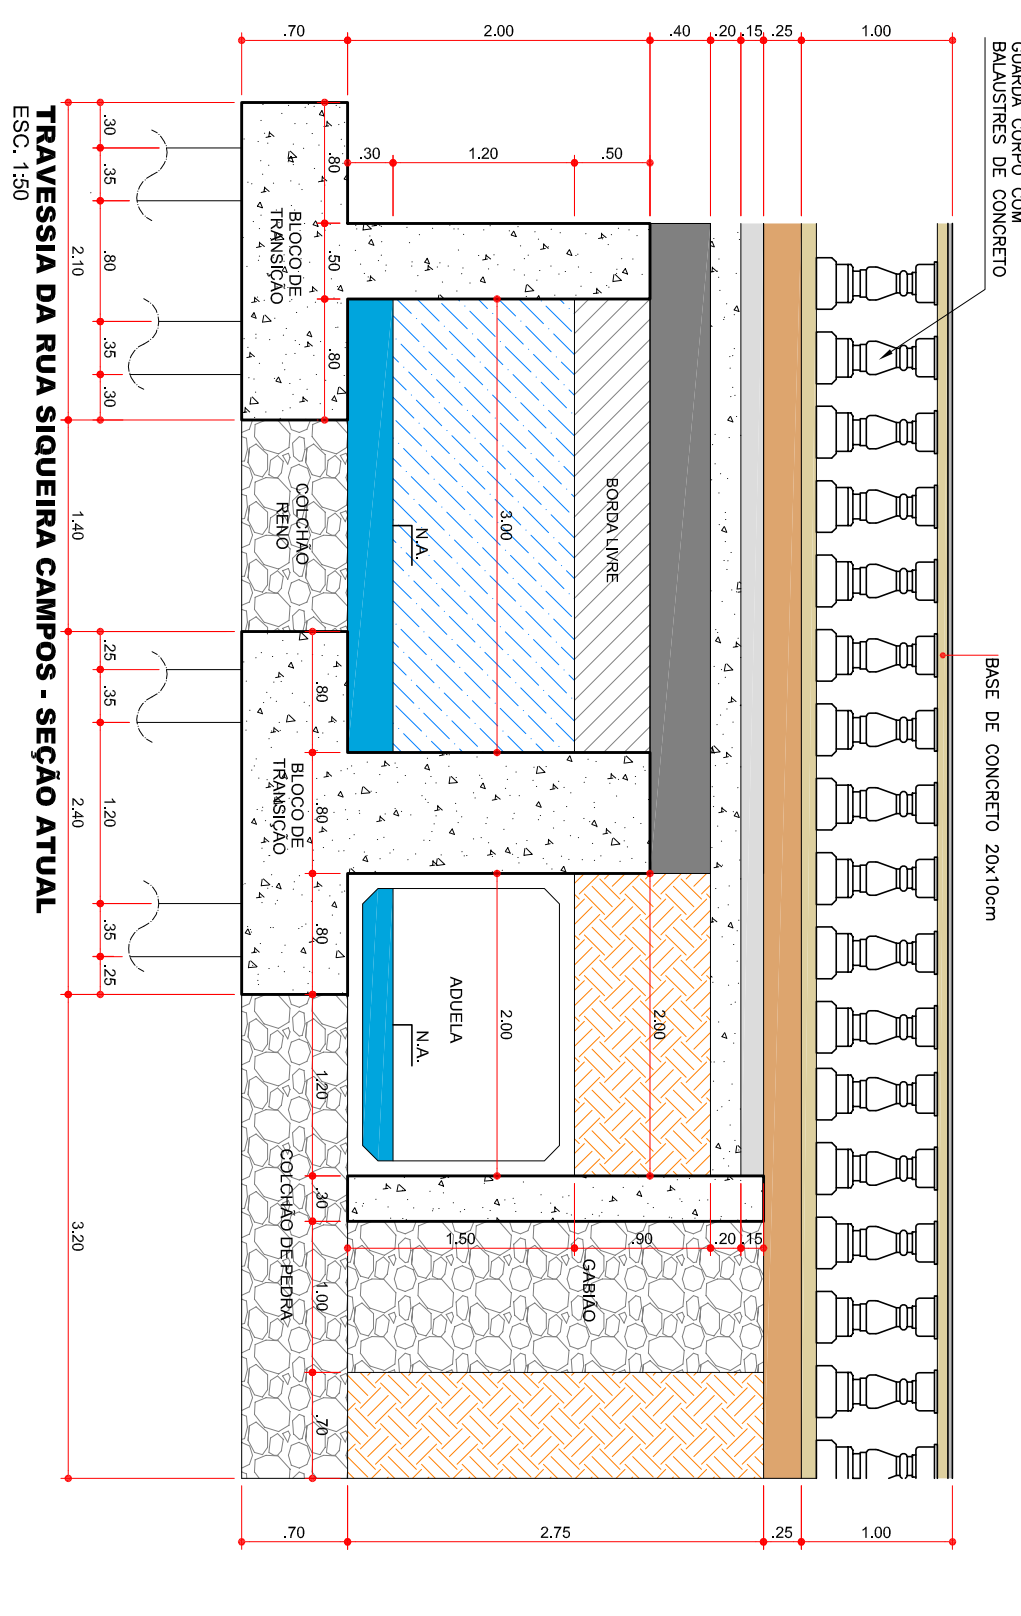 GUARDA CORPO COM
BALAUSTRES DE CONCRETO
BASE DE CONCRETO 20x10cm
1.00
.25
.15
.20
.40
2.00
.70
.50
1.20
.30
.80
.50
.80
BORDA LIVRE
3.00
N.A.
BLOCO DE
TRANSIÇÃO
COLCHÃO
RENO
.80
.80
.80
BLOCO DE
TRANSIÇÃO
2.00
2.00
ADUELA
N.A.
1.20
.30
1.00
.70
1.50
.90
.20
.15
GABIÃO
COLCHÃO DE PEDRA
1.00
.25
2.75
.70
.30
.35
.80
.35
.30
.25
.35
1.20
.35
.25
2.10
1.40
2.40
3.20
TRAVESSIA DA RUA SIQUEIRA CAMPOS - SEÇÃO ATUAL
ESC. 1:50